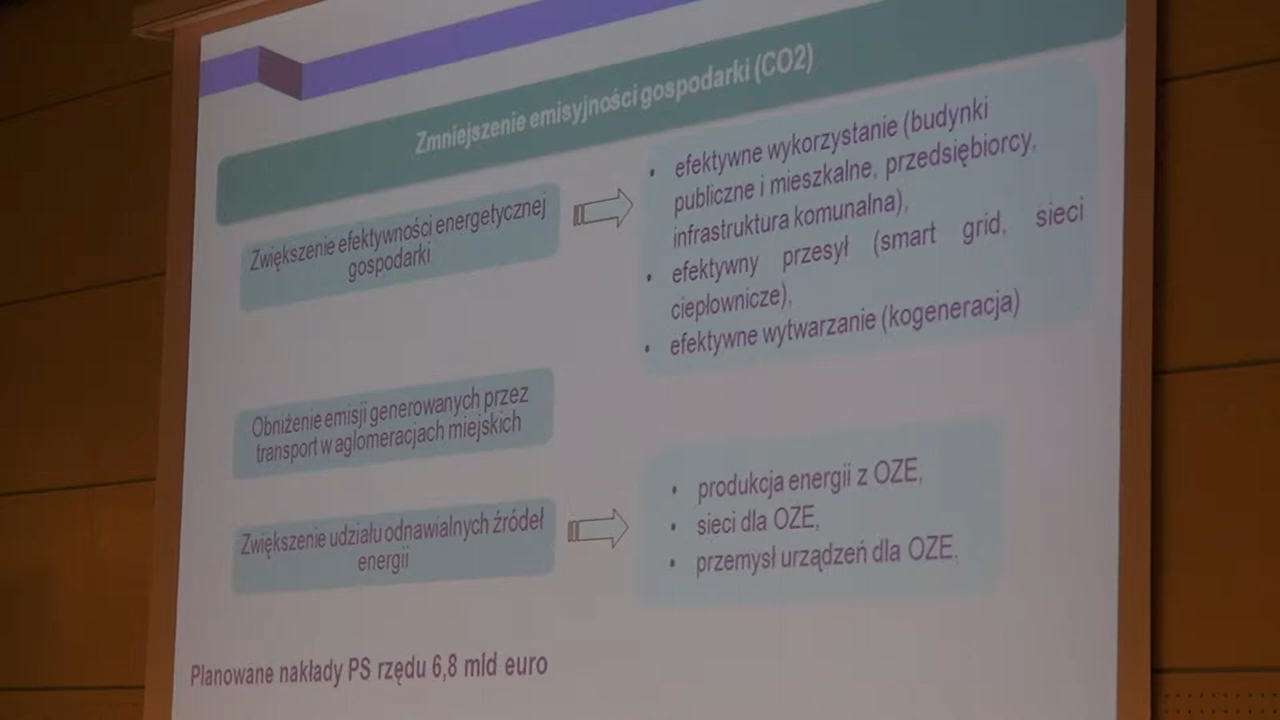 Zmniejszenie emisyjności gospodarki (CO2)
Zwiększenie efektywności energetycznej
gospodarki
• efektywne wykorzystanie (budynki
publiczne i mieszkalne, przedsiębiorcy,
infrastruktura komunalna),
• efektywny przesył (smart grid, sieci
ciepłownicze),
• efektywne wytwarzanie (kogeneracja)
Obniżenie emisji generowanych przez
transport w aglomeracjach miejskich
Zwiększenie udziału odnawialnych źródeł
energii
• produkcja energii z OZE,
• sieci dla OZE,
• przemysł urządzeń dla OZE.
Planowane nakłady PS rzędu 6,8 mld euro